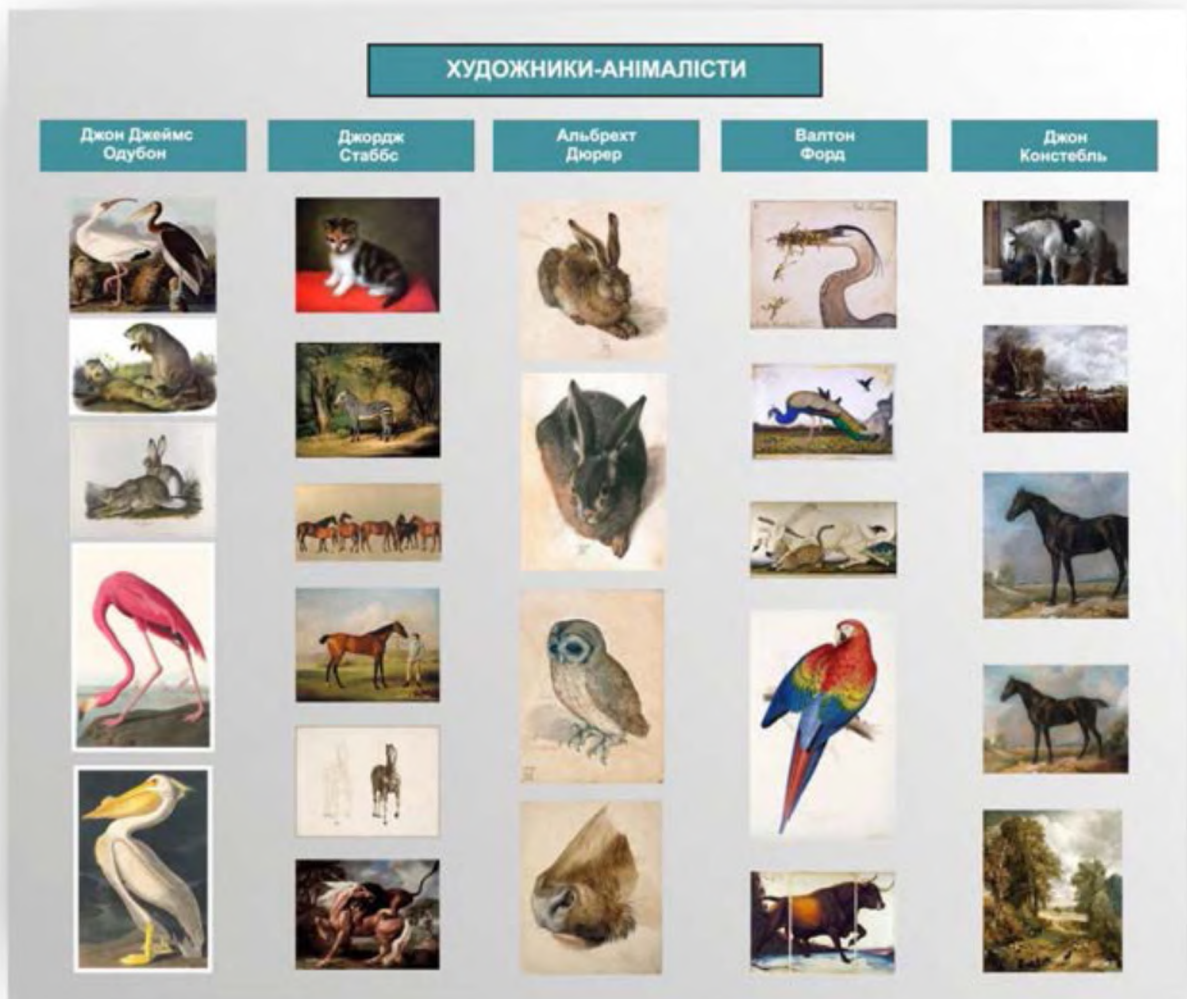 ХУДОЖНИКИ-АНІМАЛІСТИ
Джон Джеймс
Одубон
Джордж
Стаббс
Альбрехт
Дюрер
Валтон
Форд
Джон
Констебль